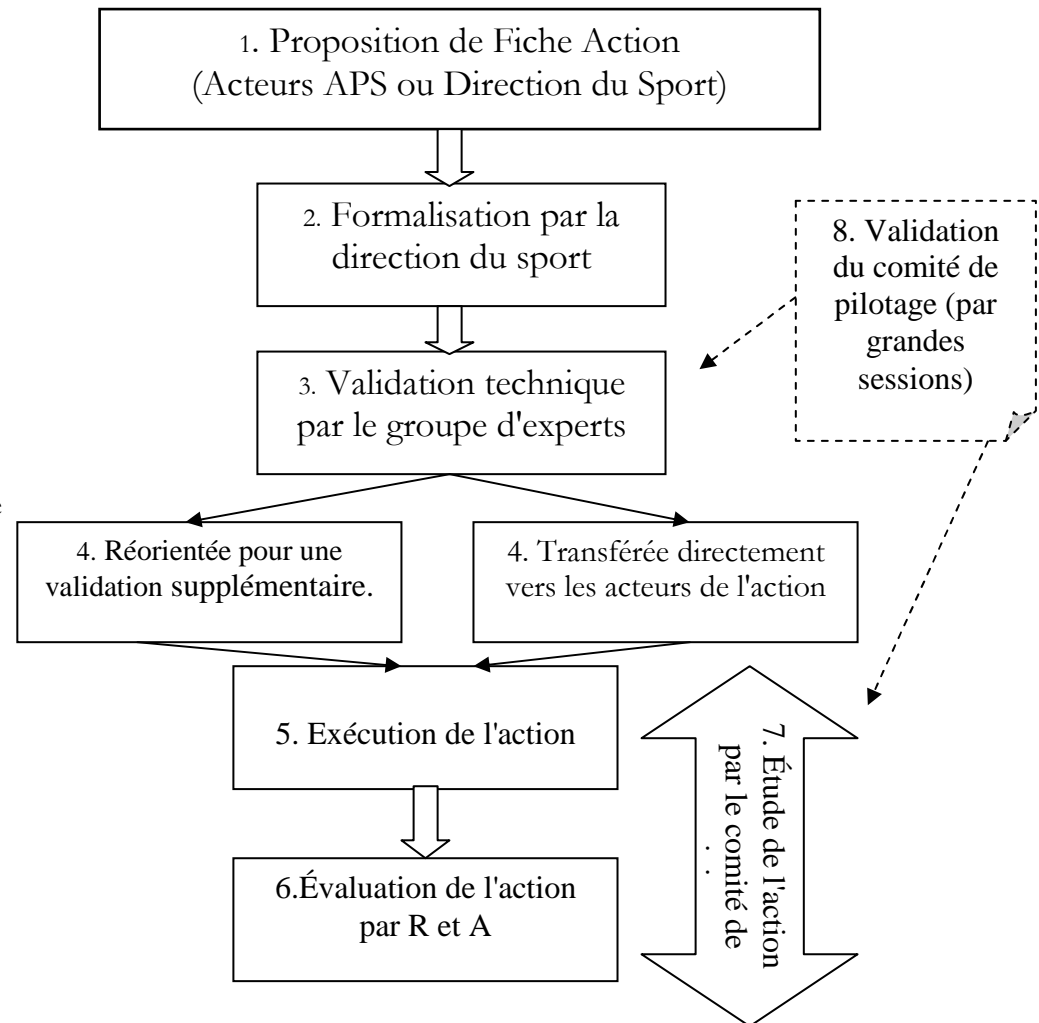 1. Proposition de Fiche Action
(Acteurs APS ou Direction du Sport)
2. Formalisation par la
direction du sport
3. Validation technique
par le groupe d'experts
8. Validation
du comité de
pilotage (par
grandes
sessions)
4. Réorientée pour une
validation supplémentaire.
4. Transférée directement
vers les acteurs de l'action
5. Exécution de l'action
6.Évaluation de l'action
par R et A
7. Étude de l'action
par le comité de